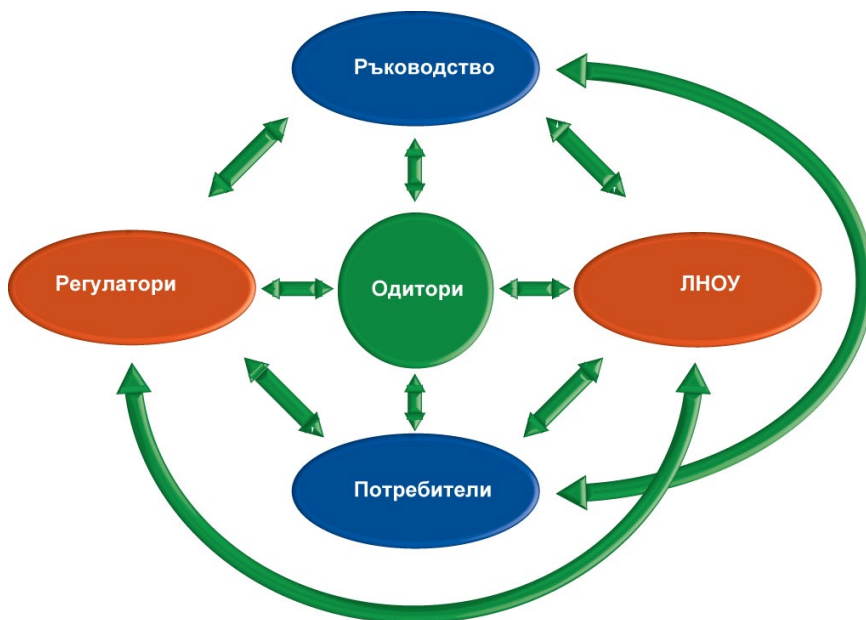 Ръководство
Регулатори
Одитори
ЛНОУ
Потребители